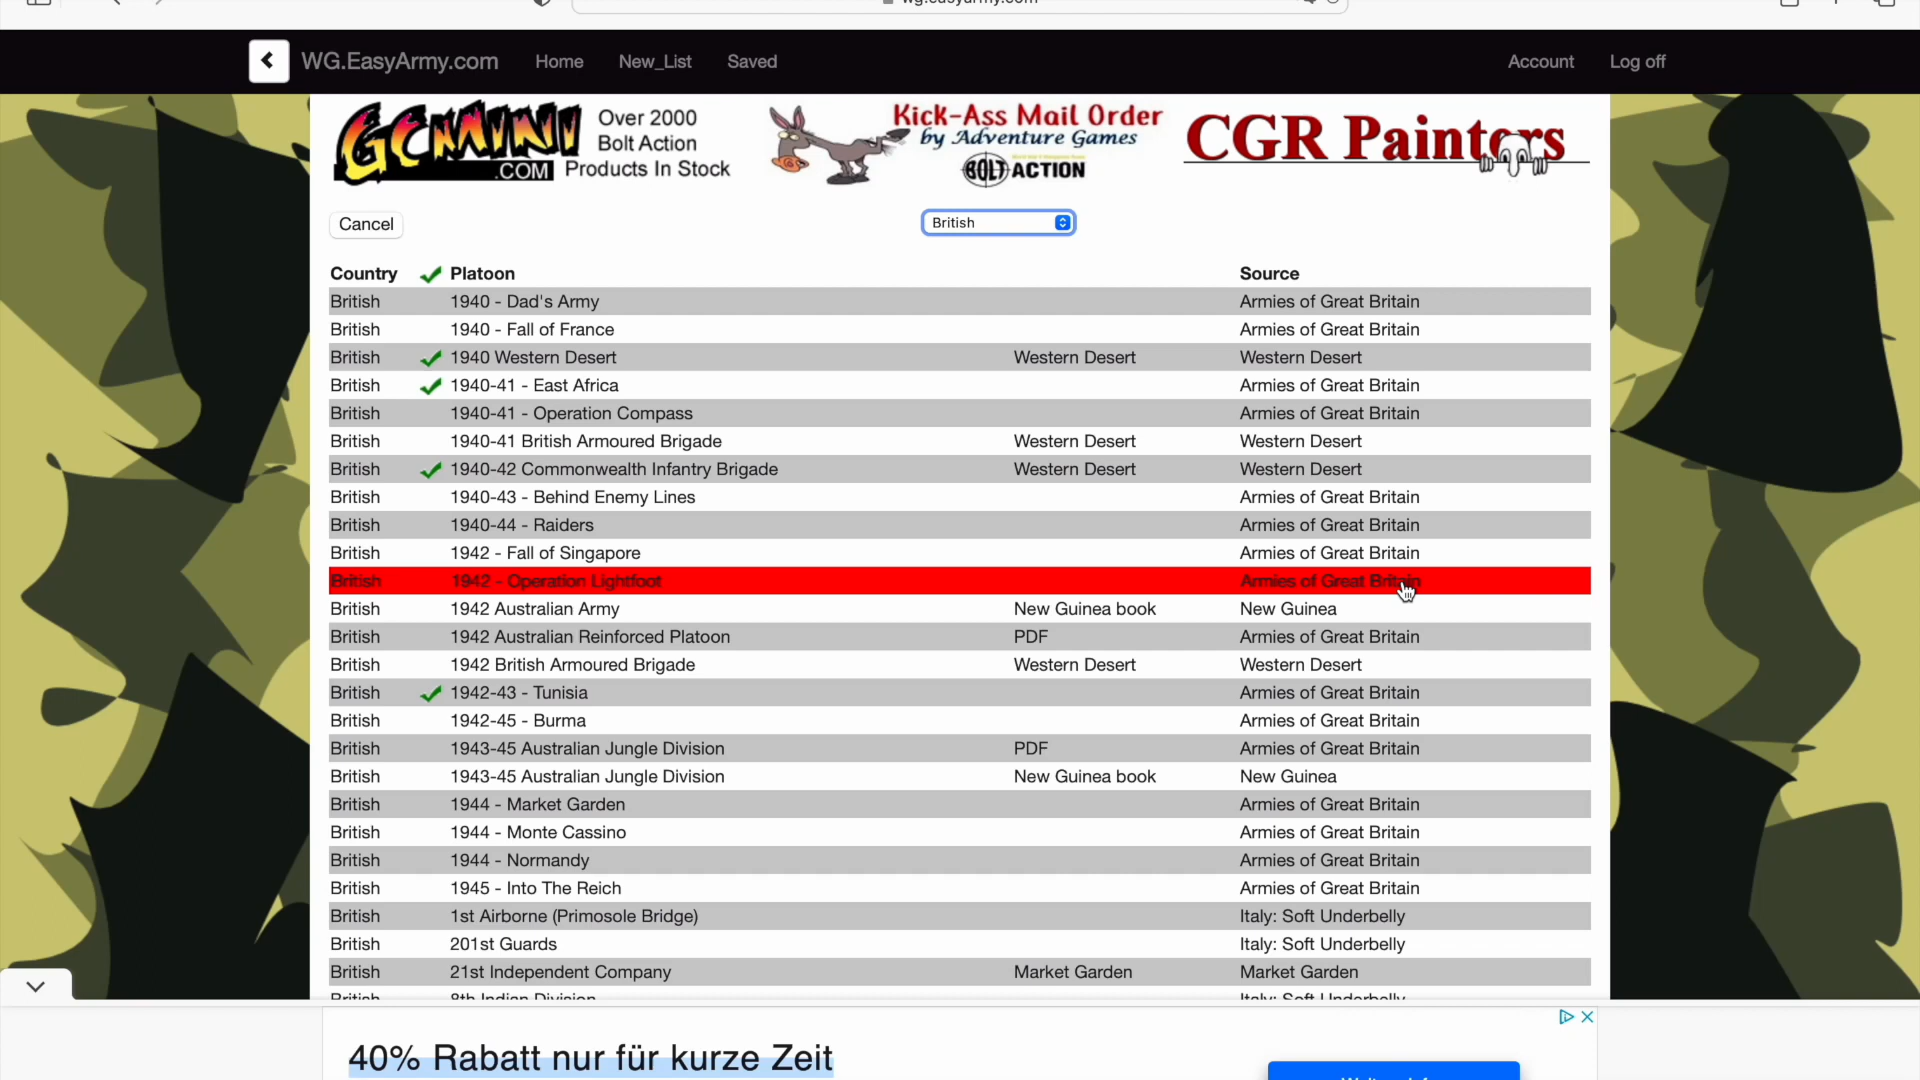 WG.EasyArmy.com Home New_List Saved Account Log off
GCMINI .COM
Over 2000
Bolt Action
Products In Stock
Kick-Ass Mail Order
by Adventure Games
BOLT ACTION
CGR Painters
Cancel British
Country Platoon Source
British 1940 - Dad's Army Armies of Great Britain
British 1940 - Fall of France Armies of Great Britain
British 1940 Western Desert Western Desert Western Desert
British 1940-41 - East Africa Armies of Great Britain
British 1940-41 - Operation Compass Armies of Great Britain
British 1940-41 British Armoured Brigade Western Desert Western Desert
British 1940-42 Commonwealth Infantry Brigade Western Desert Western Desert
British 1940-43 - Behind Enemy Lines Armies of Great Britain
British 1940-44 - Raiders Armies of Great Britain
British 1942 - Fall of Singapore Armies of Great Britain
British 1942 - Operation Lightfoot Armies of Great Britain
British 1942 Australian Army New Guinea book New Guinea
British 1942 Australian Reinforced Platoon PDF Armies of Great Britain
British 1942 British Armoured Brigade Western Desert Western Desert
British 1942-43 - Tunisia Armies of Great Britain
British 1942-45 - Burma Armies of Great Britain
British 1943-45 Australian Jungle Division PDF Armies of Great Britain
British 1943-45 Australian Jungle Division New Guinea book New Guinea
British 1944 - Market Garden Armies of Great Britain
British 1944 - Monte Cassino Armies of Great Britain
British 1944 - Normandy Armies of Great Britain
British 1945 - Into The Reich Armies of Great Britain
British 1st Airborne (Primosole Bridge) Italy: Soft Underbelly
British 201st Guards Italy: Soft Underbelly
British 21st Independent Company Market Garden Market Garden
British 8th Indian Division Italy: Soft Underbelly
40% Rabatt nur für kurze Zeit